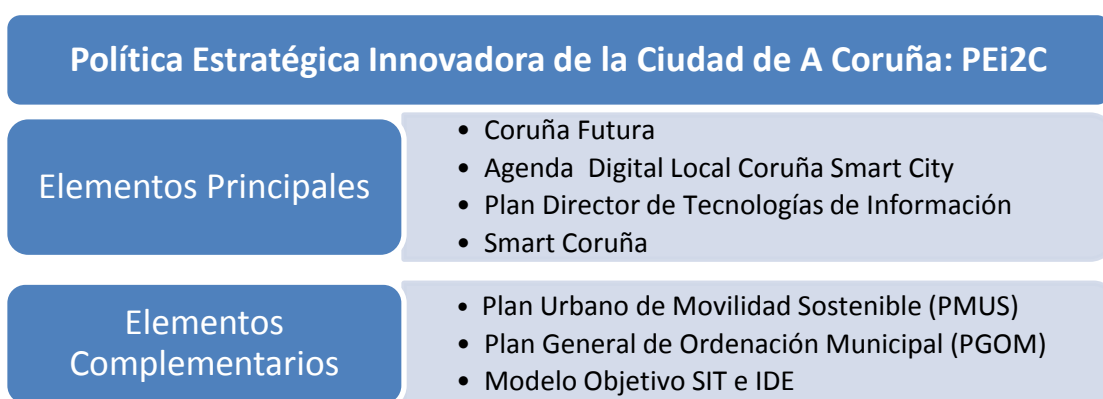 Política Estratégica Innovadora de la Ciudad de A Coruña: PEi2C
Elementos Principales
• Coruña Futura
• Agenda Digital Local Coruña Smart City
• Plan Director de Tecnologías de Información
• Smart Coruña
Elementos
Complementarios
• Plan Urbano de Movilidad Sostenible (PMUS)
• Plan General de Ordenación Municipal (PGOM)
• Modelo Objetivo SIT e IDE